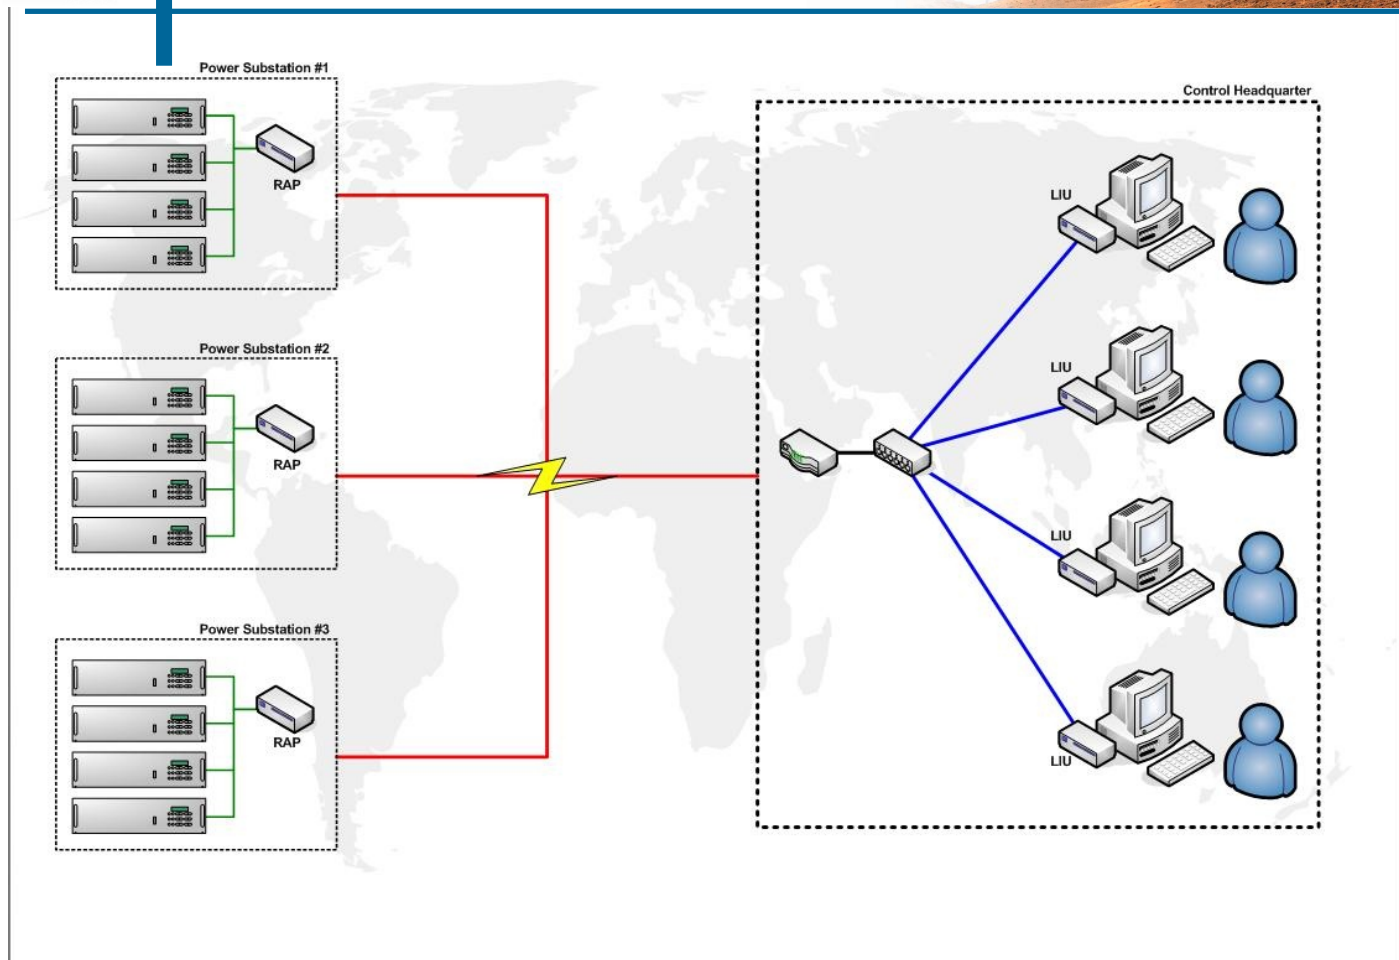 Power Substation #1
RAP
Power Substation #2
RAP
Power Substation #3
RAP
Control Headquarter
LIU
LIU
LIU
LIU